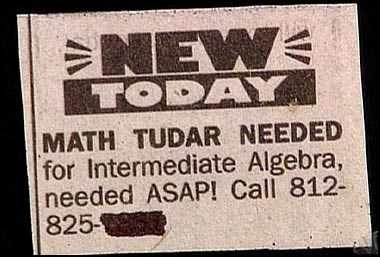 NEW
TODAY
MATH TUDAR NEEDED
for Intermediate Algebra,
needed ASAP! Call 812-
825-